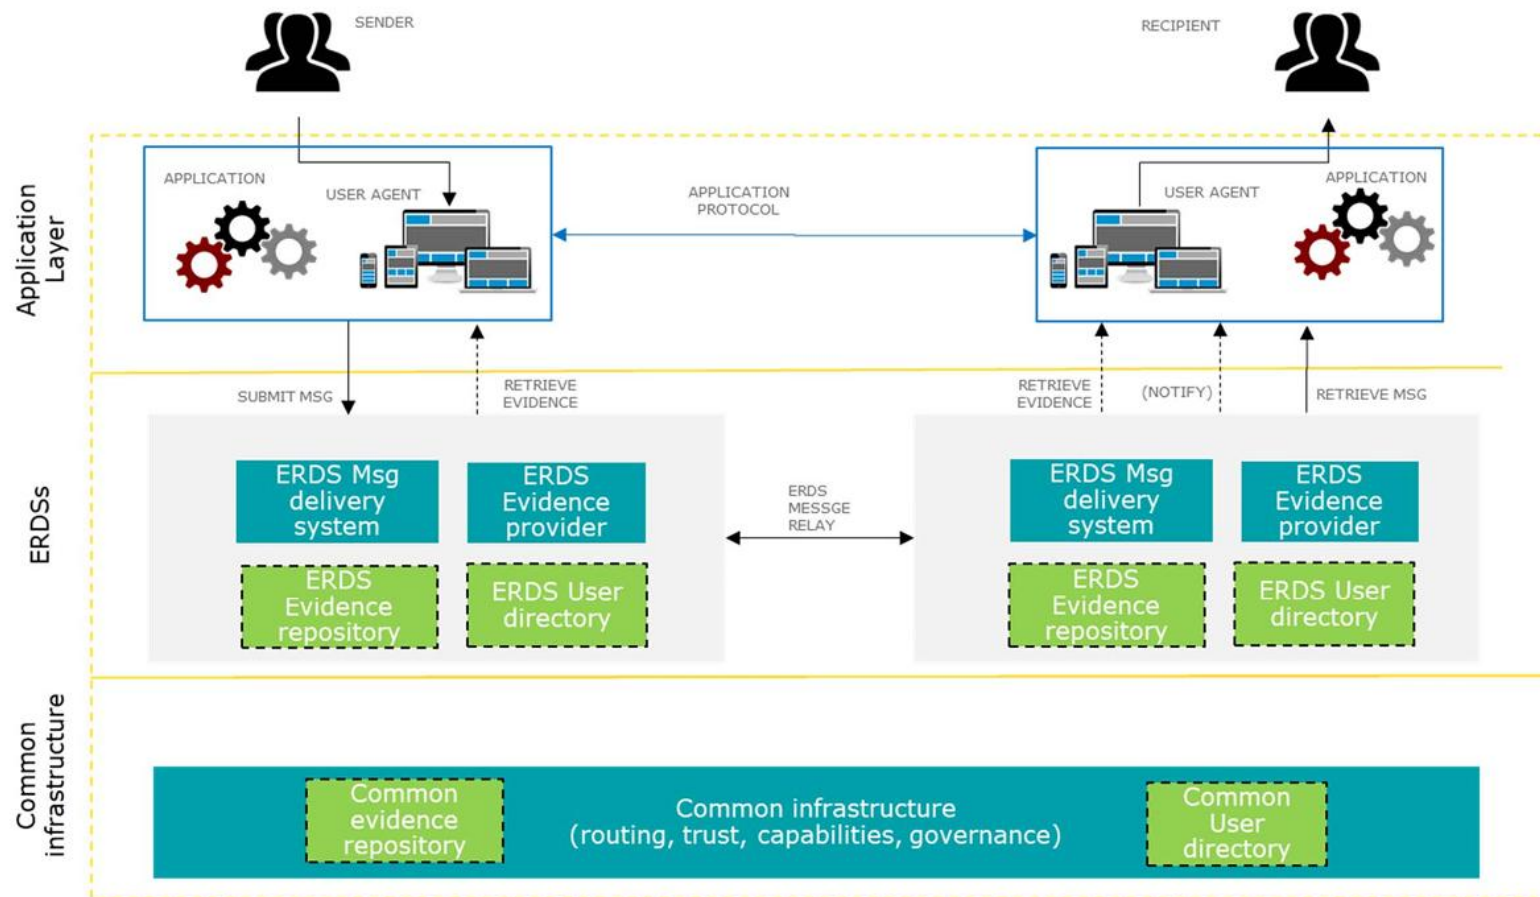 SENDER
RECIPIENT
Application
Layer
APPLICATION
USER AGENT
APPLICATION
PROTOCOL
USER AGENT
APPLICATION
SUBMIT MSG
RETRIEVE
EVIDENCE
RETRIEVE
EVIDENCE
(NOTIFY)
RETRIEVE MSG
ERDSs
ERDS Msg
delivery
system
ERDS
Evidence
provider
ERDS
Evidence
repository
ERDS User
directory
ERDS
MESSGE
RELAY
ERDS Msg
delivery
system
ERDS
Evidence
provider
ERDS
Evidence
repository
ERDS User
directory
Common
infrastructure
Common
evidence
repository
Common infrastructure
(routing, trust, capabilities, governance)
Common
User
directory